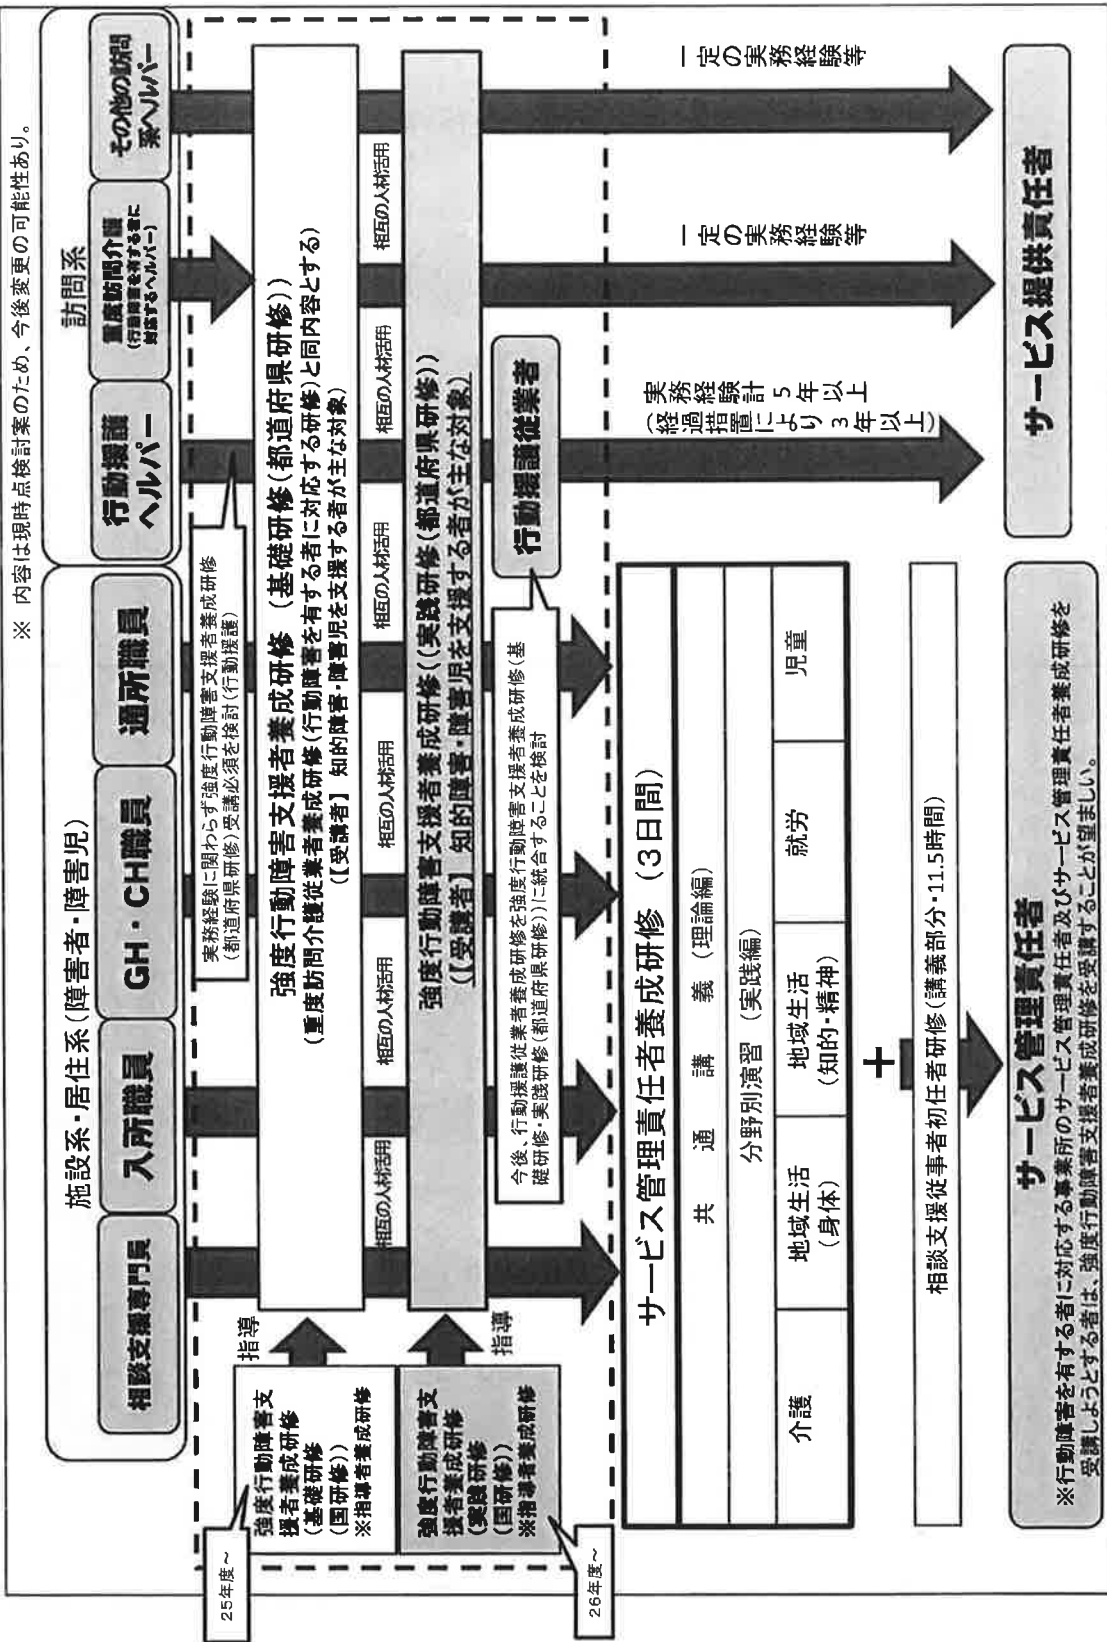 ※ 内容は現時点検討案のため、今後変更の可能性あり。
施設系・居住系(障害者・障害児)
訪問系
相談支援専門員
入所職員
GH・CH職員
通所職員
行動援護
ヘルパー
重度訪問介護
(行動障害を有する者に
対応するヘルパー)
その他の訪問
系ヘルパー
25年度~
実務経験に関わらず強度行動障害支援者養成研修
(都道府県研修)受講必須を検討(行動援護)
強度行動障害支
援者養成研修
(基礎研修
(国研修))
※指導者養成研修
指導
強度行動障害支援者養成研修 (基礎研修(都道府県研修))
(重度訪問介護従業者養成研修(行動障害を有する者に対応する研修)と同内容とする)
(【受講者】 知的障害・障害児を支援する者が主な対象)
相互の人材活用
相互の人材活用
相互の人材活用
相互の人材活用
相互の人材活用
相互の人材活用
相互の人材活用
強度行動障害支
援者養成研修
(実践研修
(国研修))
※指導者養成研修
指導
強度行動障害支援者養成研修((実践研修(都道府県研修))
(【受講者】 知的障害・障害児を支援する者が主な対象)
26年度~
今後、行動援護従業者養成研修を強度行動障害支援者養成研修(基
礎研修・実践研修(都道府県研修))に統合することを検討
行動援護従業者
サービス管理責任者養成研修 (3日間)
共 通 講 義 (理論編)
分野別演習 (実践編)
介護
地域生活
(身体)
地域生活
(知的・精神)
就労
児童
実務経験計 5 年以上
(経過措置により 3 年以上)
一定の実務経験等
一定の実務経験等
+
相談支援従事者初任者研修(講義部分・11.5時間)
サービス管理責任者
※行動障害を有する者に対応する事業所のサービス管理責任者及びサービス管理責任者養成研修を
受講しようとする者は、強度行動障害支援者養成研修を受講することが望ましい。
サービス提供責任者